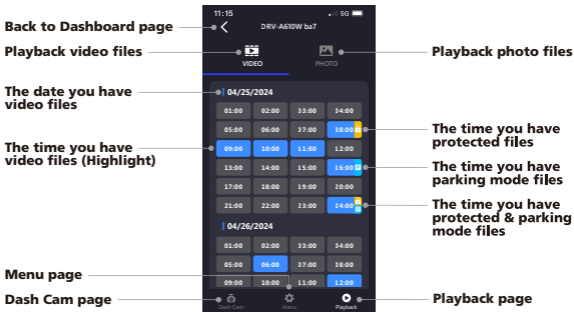 11:15
5G
Back to Dashboard page
DRV-A610W ba7
Playback video files
Playback photo files
VIDEO
PHOTO
The date you have
video files
04/25/2024
01:00 02:00 33:00 34:00
05:00 06:00 37:00 38:00
The time you have
protected files
The time you have
video files (Highlight)
09:00 10:00 11:00 12:00
13:00 14:00 15:00 16:00
The time you have
parking mode files
17:00 18:00 19:00 20:00
21:00 22:00 23:00 24:00
The time you have
protected & parking
mode files
04/26/2024
01:00 02:00 33:00 34:00
05:00 06:00 37:00 38:00
Menu page
09:00 10:00 11:00 12:00
Dash Cam page
Dash Cam
Menu
Playback
Playback page